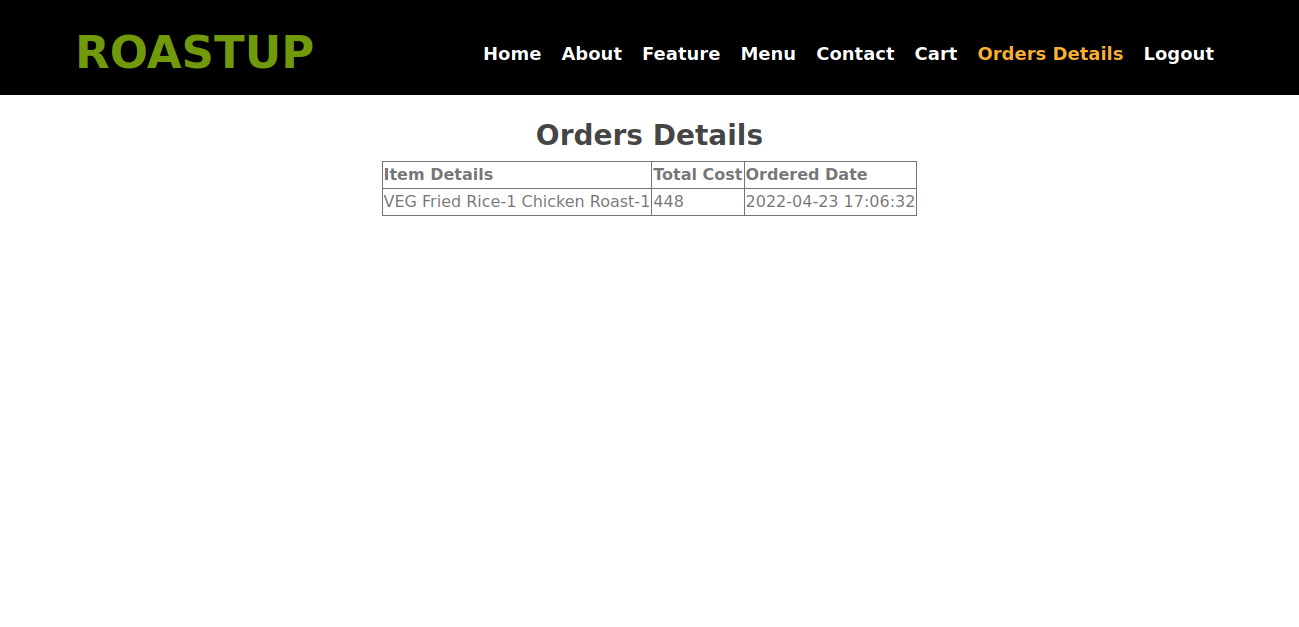 ROASTUP Home About Feature Menu Contact Cart Orders Details Logout
Orders Details
Item Details Total Cost Ordered Date
VEG Fried Rice-1 Chicken Roast-1 448 2022-04-23 17:06:32